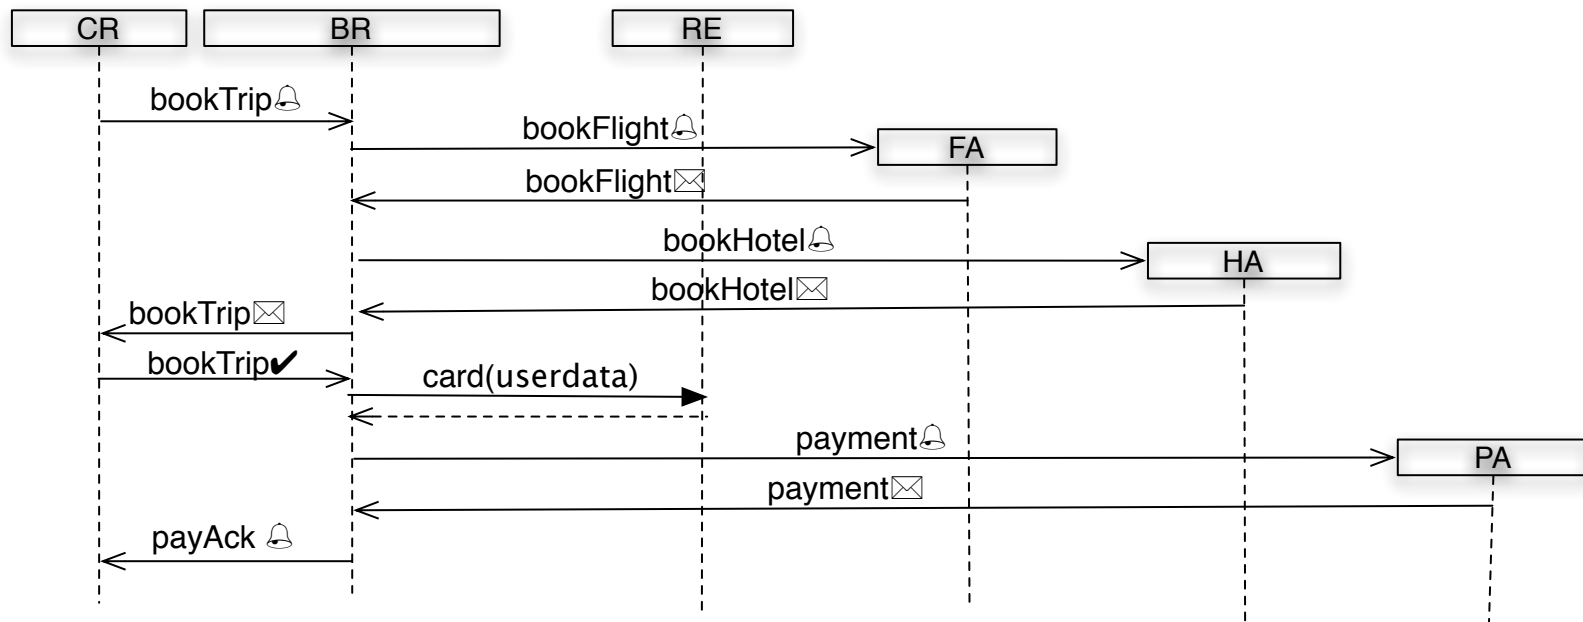 CR
BR
RE
bookTrip🔔
bookFlight🔔
FA
bookFlight✉
bookHotel🔔
HA
bookHotel✉
bookTrip✉
bookTrip✔
card(userdata)
payment🔔
PA
payment✉
payAck 🔔